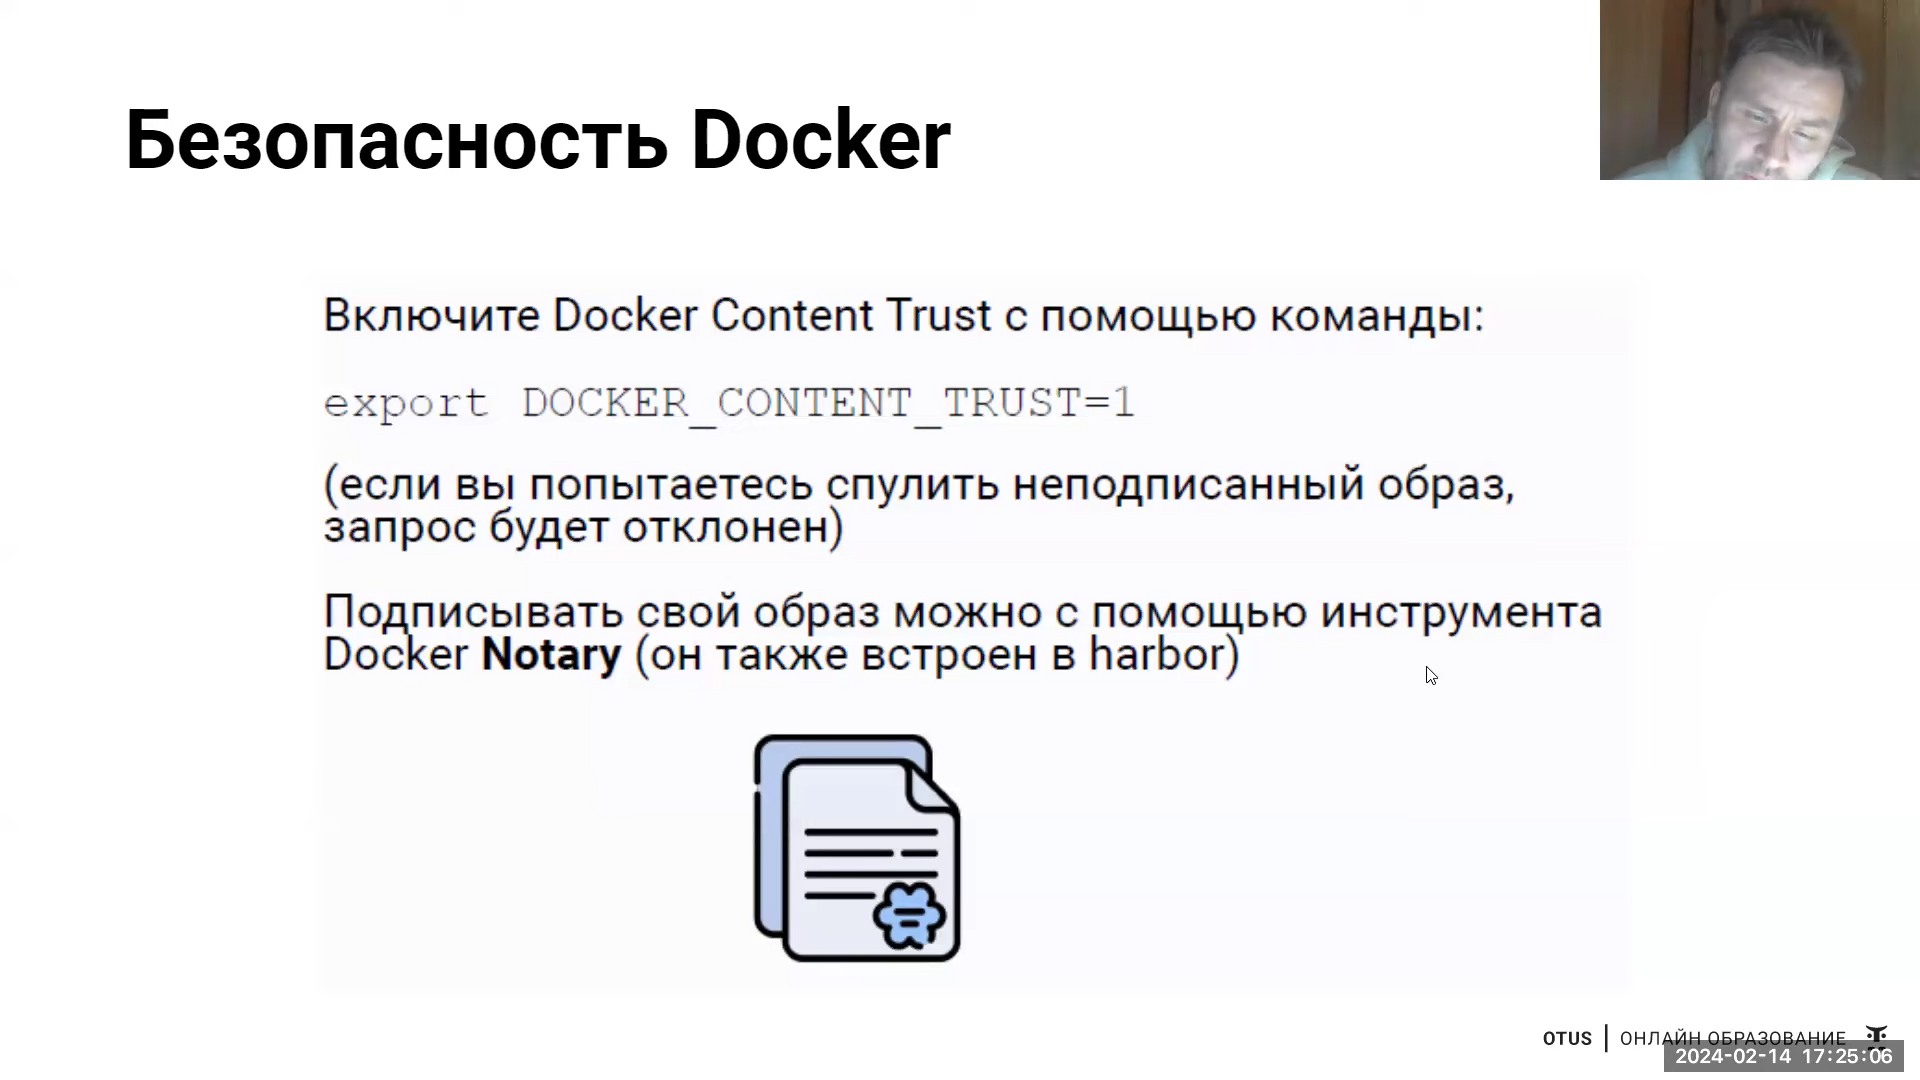 Безопасность Docker
Включите Docker Content Trust с помощью команды:
export DOCKER_CONTENT_TRUST=1
(если вы попытаетесь спулить неподписанный образ,
запрос будет отклонен)
Подписывать свой образ можно с помощью инструмента
Docker Notary (он также встроен в harbor)
OTUS | ОНЛАЙН ОБРАЗОВАНИЕ
2024-02-14 17:25:06